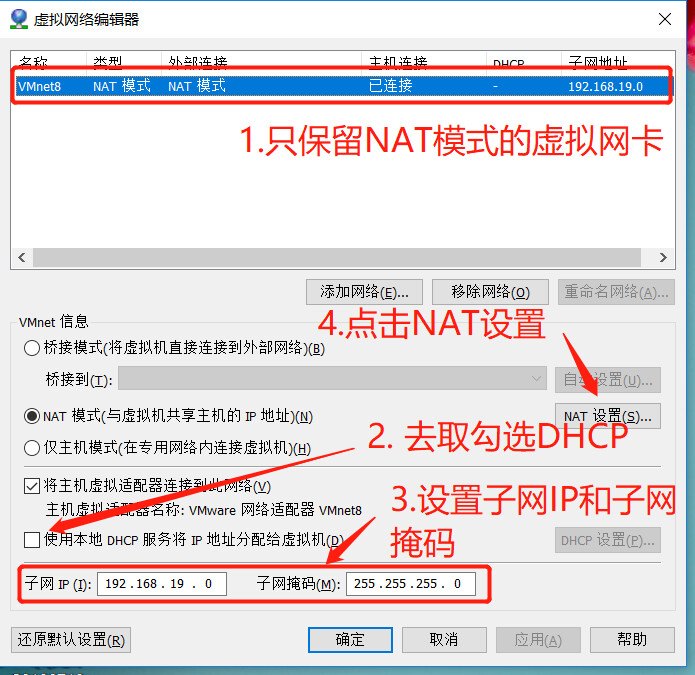 虚拟网络编辑器
名称 类型 外部连接 主机连接 DHCP 子网地址
VMnet8 NAT 模式 NAT 模式 已连接 - 192.168.19.0
1.只保留NAT模式的虚拟网卡
添加网络(E)... 移除网络(O) 重命名网络(A)...
VMnet 信息
4.点击NAT设置
桥接模式(将虚拟机直接连接到外部网络)(B)
桥接到(T): 自动设置(U)...
NAT 模式(与虚拟机共享主机的 IP 地址)(N) NAT 设置(S)...
2. 去取勾选DHCP
仅主机模式(在专用网络内连接虚拟机)(H)
将主机虚拟适配器连接到此网络(V)
主机虚拟适配器名称: VMware 网络适配器 VMnet8
3.设置子网IP和子网
掩码
使用本地 DHCP 服务将 IP 地址分配给虚拟机(D) DHCP 设置(P)...
子网 IP (I): 192.168.19.0 子网掩码(M): 255.255.255.0
还原默认设置(R) 确定 取消 应用(A) 帮助